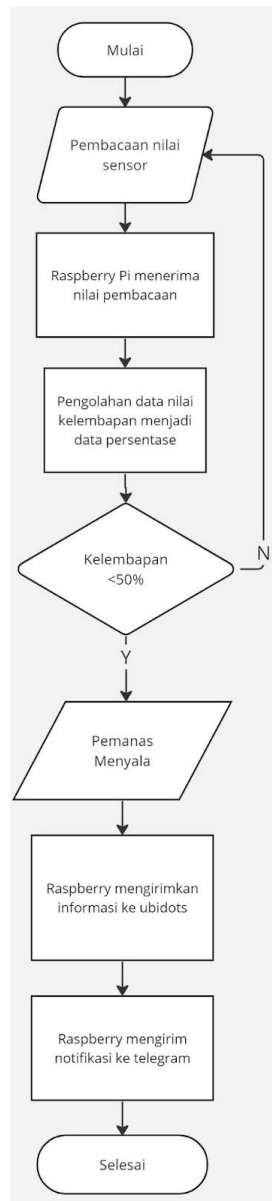 Mulai
Pembacaan nilai
sensor
Raspberry Pi menerima
nilai pembacaan
Pengolahan data nilai
kelembapan menjadi
data persentase
Kelembapan
<50%
N
Y
Pemanas
Menyala
Raspberry mengirimkan
informasi ke ubidots
Raspberry mengirim
notifikasi ke telegram
Selesai